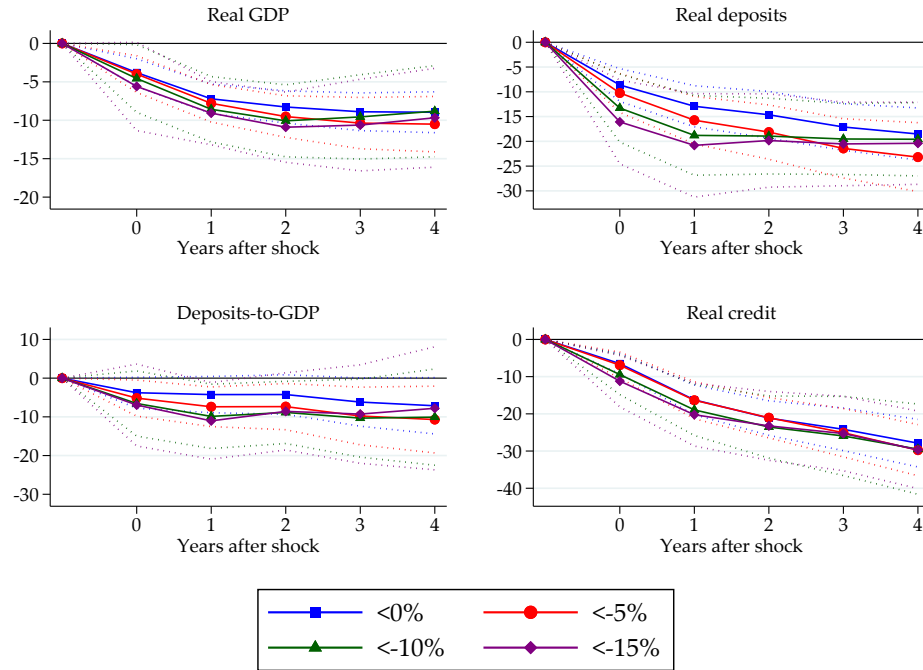 Real GDP
0
-5
-10
-15
-20
0 1 2 3 4
Years after shock
Real deposits
0
-5
-10
-15
-20
-25
-30
0 1 2 3 4
Years after shock
Deposits-to-GDP
10
0
-10
-20
-30
0 1 2 3 4
Years after shock
Real credit
0
-10
-20
-30
-40
0 1 2 3 4
Years after shock
<0% <-5%
<-10% <-15%